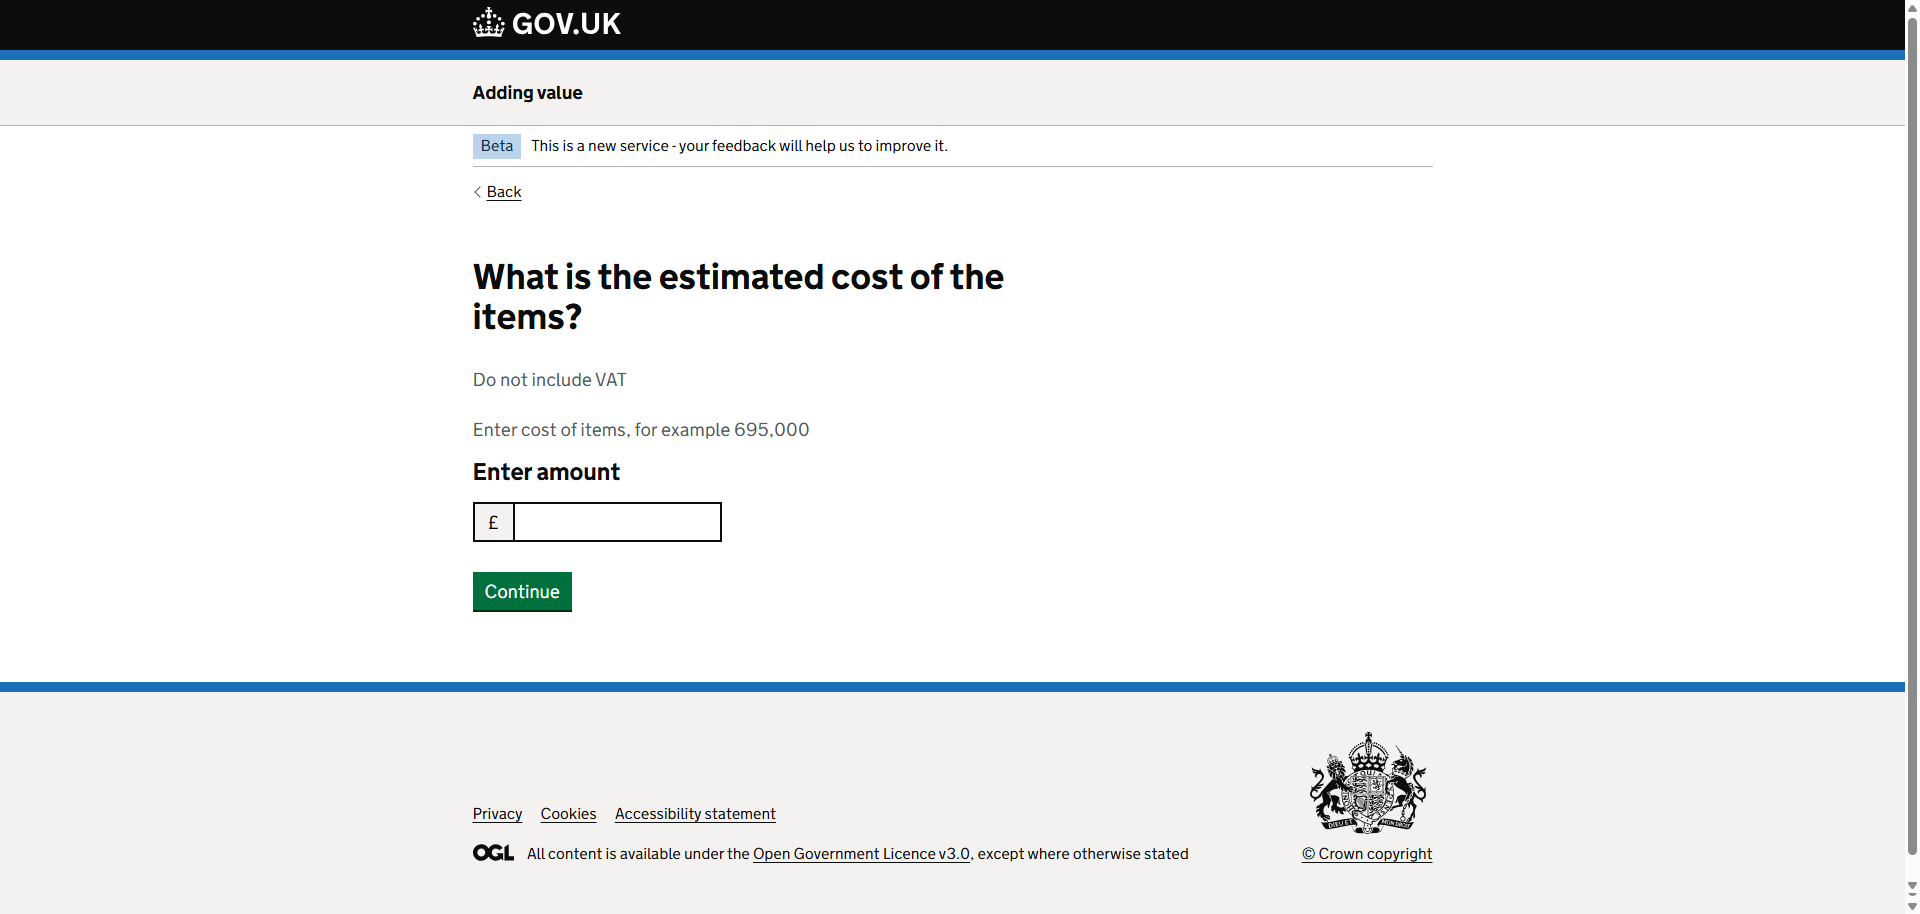 GOV.UK
Adding value
Beta This is a new service - your feedback will help us to improve it.
Back
What is the estimated cost of the
items?
Do not include VAT
Enter cost of items, for example 695,000
Enter amount
£
Continue
Privacy Cookies Accessibility statement
OGL All content is available under the Open Government Licence v3.0, except where otherwise stated
© Crown copyright